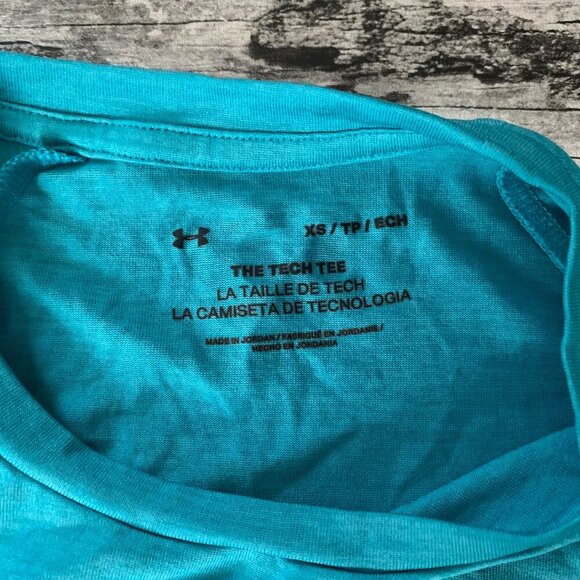 XS / TP / ECH
THE TECH TEE
LA TAILLE DE TECH
LA CAMISETA DE TECNOLOGIA
MADE IN JORDAN / FABRIQUÉ EN JORDANIE /
HECHO EN JORDANIA